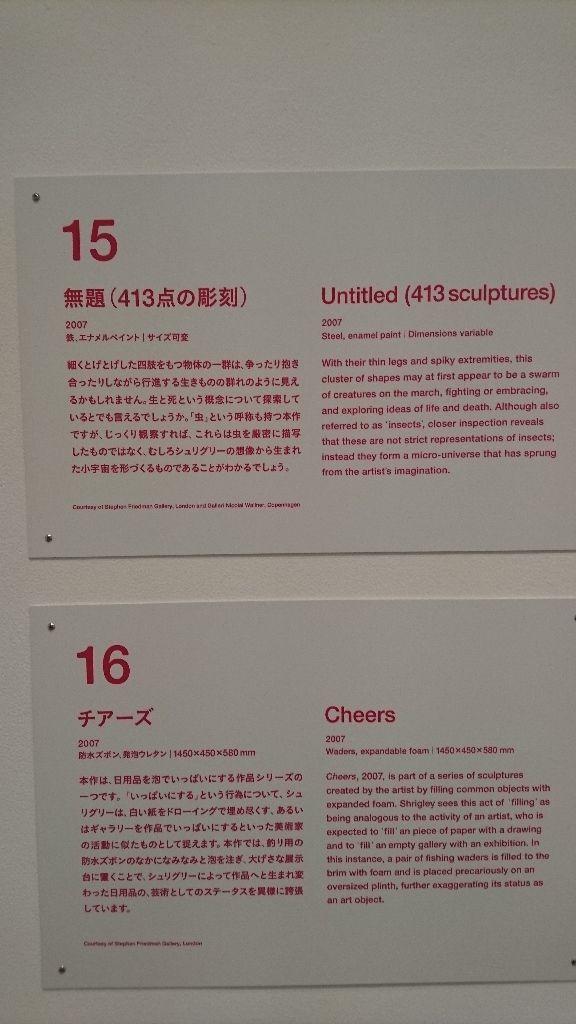 15
無題（413点の彫刻）
2007
鉄、エナメルペイント | サイズ可変
細くとげとげした四肢をもつ物体の一群は、争ったり抱き
合ったりしながら行進する生きものの群れのように見え
るかもしれません。生と死という概念について探索して
いるとでも言えるでしょうか。「虫」という呼称も持つ本作
ですが、じっくり観察すれば、これらは虫を厳密に描写
したものではなく、むしろシュリグリーの想像から生まれ
た小宇宙を形づくるものであることがわかるでしょう。
Courtesy of Stephen Friedman Gallery, London and Galleri Nicolai Wallner, Copenhagen
Untitled (413 sculptures)
2007
Steel, enamel paint | Dimensions variable
With their thin legs and spiky extremities, this
cluster of shapes may at first appear to be a swarm
of creatures on the march, fighting or embracing,
and exploring ideas of life and death. Although also
referred to as 'insects', closer inspection reveals
that these are not strict representations of insects;
instead they form a micro-universe that has sprung
from the artist's imagination.
16
チアーズ
2007
防水ズボン、発泡ウレタン | 1450×450×580 mm
本作は、日用品を泡でいっぱいにする作品シリーズの
一つです。「いっぱいにする」という行為について、シュ
リグリーは、白い紙をドローイングで埋め尽くす、あるい
はギャラリーを作品でいっぱいにするといった美術家
の活動に似たものとして捉えます。本作では、釣り用の
防水ズボンのなかになみなみと泡を注ぎ、大げさな展示
台に置くことで、シュリグリーによって作品へと生まれ変
わった日用品の、芸術としてのステータスを異様に誇張
しています。
Courtesy of Stephen Friedman Gallery, London
Cheers
2007
Waders, expandable foam | 1450×450×580 mm
Cheers, 2007, is part of a series of sculptures
created by the artist by filling common objects with
expanded foam. Shrigley sees this act of 'filling' as
being analogous to the activity of an artist, who is
expected to 'fill' an piece of paper with a drawing
and to 'fill' an empty gallery with an exhibition. In
this instance, a pair of fishing waders is filled to the
brim with foam and is placed precariously on an
oversized plinth, further exaggerating its status as
an art object.